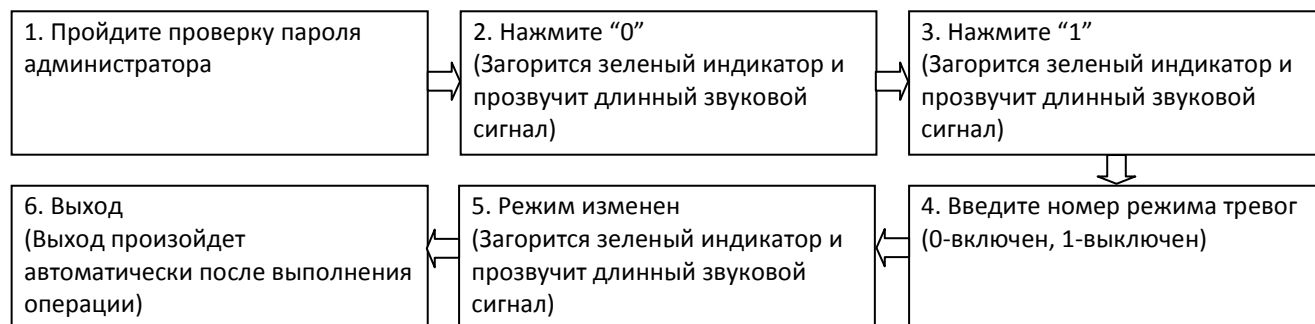 1. Пройдите проверку пароля
администратора
2. Нажмите “0”
(Загорится зеленый индикатор и
прозвучит длинный звуковой
сигнал)
3. Нажмите “1”
(Загорится зеленый индикатор и
прозвучит длинный звуковой
сигнал)
4. Введите номер режима тревог
(0-включен, 1-выключен)
5. Режим изменен
(Загорится зеленый индикатор и
прозвучит длинный звуковой
сигнал)
6. Выход
(Выход произойдет
автоматически после выполнения
операции)